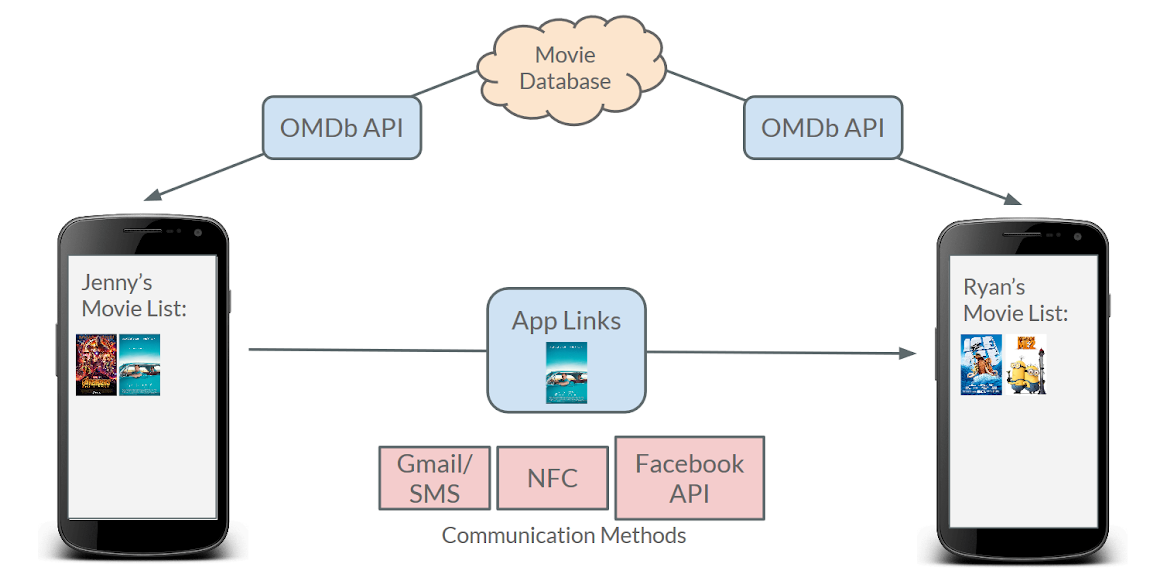 Movie
Database
OMDb API
OMDb API
Jenny's
Movie List:
App Links
Ryan's
Movie List:
Gmail/
SMS
NFC
Facebook
API
Communication Methods